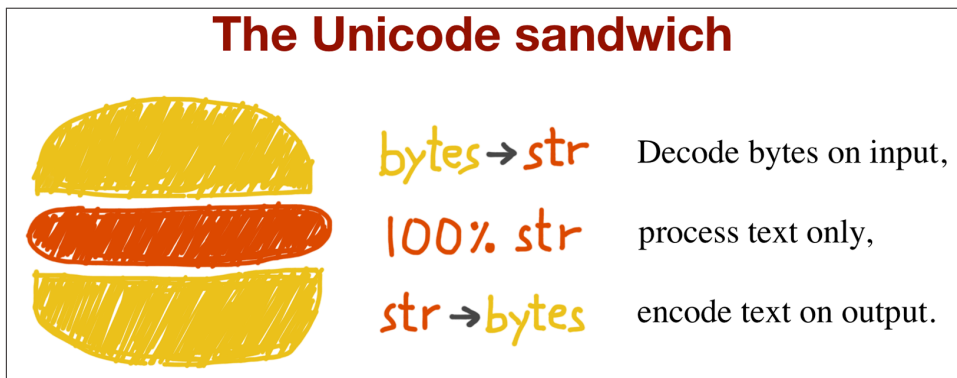 The Unicode sandwich
bytes→str Decode bytes on input,
100% str process text only,
str→bytes encode text on output.